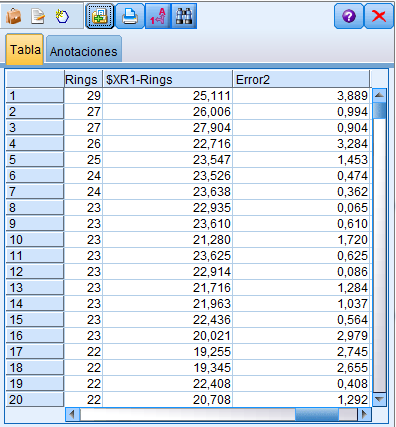 Tabla Anotaciones
Rings $XR1-Rings Error2
1 29 25,111 3,889
2 27 26,006 0,994
3 27 27,904 0,904
4 26 22,716 3,284
5 25 23,547 1,453
6 24 23,526 0,474
7 24 23,638 0,362
8 23 22,935 0,065
9 23 23,610 0,610
10 23 21,280 1,720
11 23 23,625 0,625
12 23 22,914 0,086
13 23 21,716 1,284
14 23 21,963 1,037
15 23 22,436 0,564
16 23 20,021 2,979
17 22 19,255 2,745
18 22 19,345 2,655
19 22 22,408 0,408
20 22 20,708 1,292